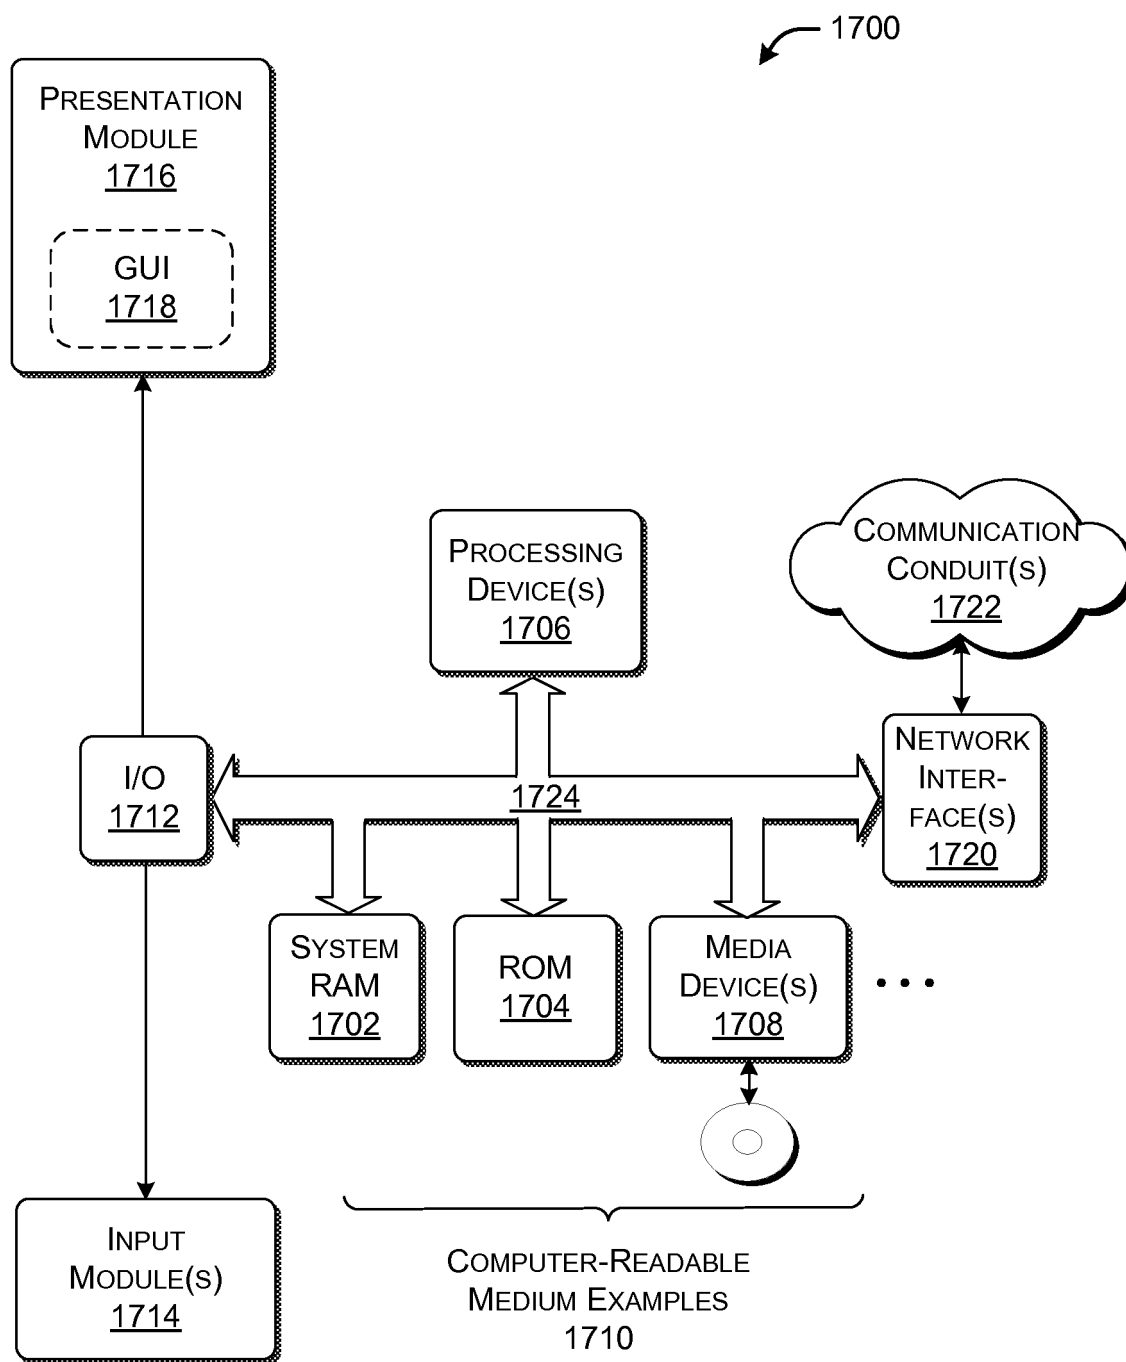 1700
PRESENTATION
MODULE
1716
GUI
1718
PROCESSING
DEVICE(S)
1706
COMMUNICATION
CONDUIT(S)
1722
I/O
1712
1724
NETWORK
INTER-
FACE(S)
1720
SYSTEM
RAM
1702
ROM
1704
MEDIA
DEVICE(S)
1708
• • •
INPUT
MODULE(S)
1714
COMPUTER-READABLE
MEDIUM EXAMPLES
1710